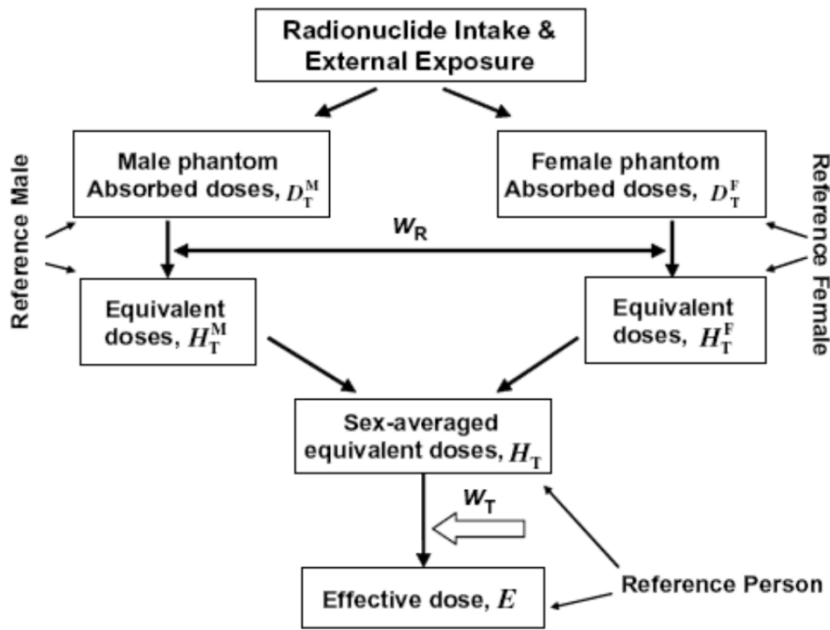 Radionuclide Intake &
External Exposure
Male phantom
Absorbed doses, D_T^M
Female phantom
Absorbed doses, D_T^F
Reference Male
Reference Female
w_R
Equivalent
doses, H_T^M
Equivalent
doses, H_T^F
Sex-averaged
equivalent doses, H_T
w_T
Effective dose, E
Reference Person